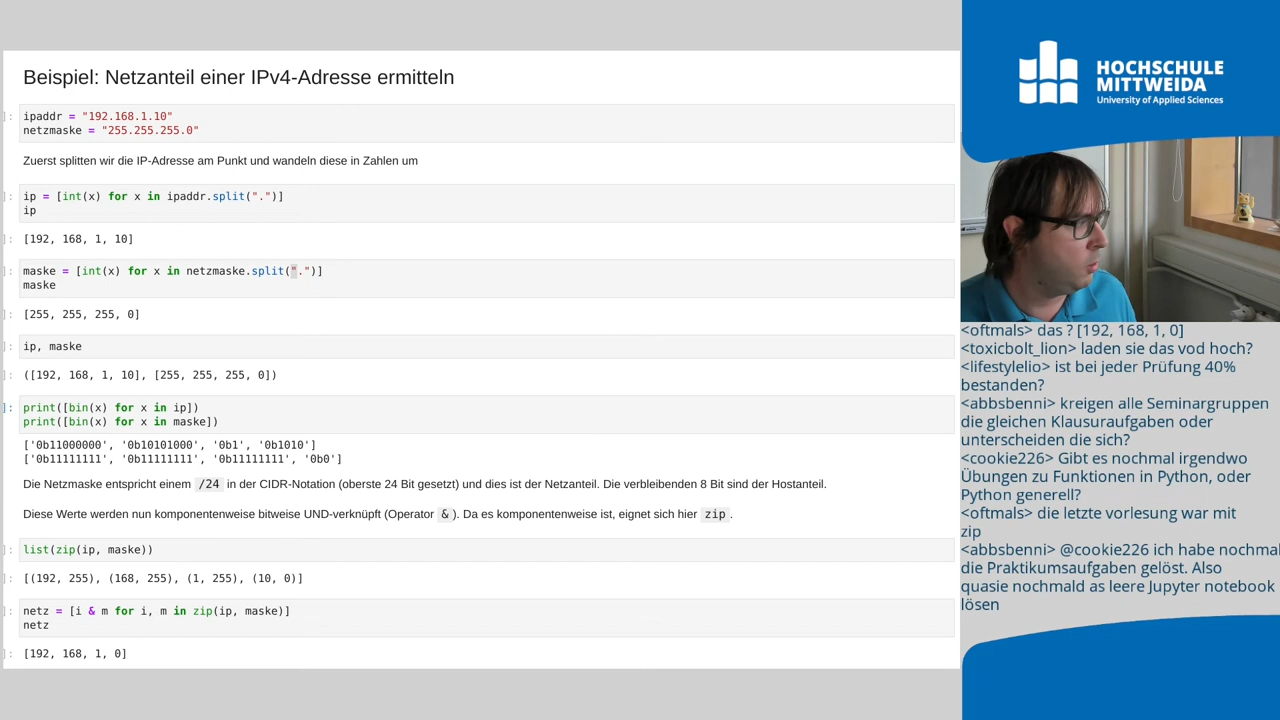 Beispiel: Netzanteil einer IPv4-Adresse ermitteln
]:
ipaddr = "192.168.1.10"
netzmaske = "255.255.255.0"
Zuerst splitten wir die IP-Adresse am Punkt und wandeln diese in Zahlen um
]:
ip = [int(x) for x in ipaddr.split(".")]
ip
]:
[192, 168, 1, 10]
]:
maske = [int(x) for x in netzmaske.split(".")]
maske
]:
[255, 255, 255, 0]
]:
ip, maske
]:
([192, 168, 1, 10], [255, 255, 255, 0])
]:
print([bin(x) for x in ip])
print([bin(x) for x in maske])
['0b11000000', '0b10101000', '0b1', '0b1010']
['0b11111111', '0b11111111', '0b11111111', '0b0']
Die Netzmaske entspricht einem /24 in der CIDR-Notation (oberste 24 Bit gesetzt) und dies ist der Netzanteil. Die verbleibenden 8 Bit sind der Hostanteil.
Diese Werte werden nun komponentenweise bitweise UND-verknüpft (Operator & ). Da es komponentenweise ist, eignet sich hier zip .
]:
list(zip(ip, maske))
]:
[(192, 255), (168, 255), (1, 255), (10, 0)]
]:
netz = [i & m for i, m in zip(ip, maske)]
netz
]:
[192, 168, 1, 0]
HOCHSCHULE
MITTWEIDA
University of Applied Sciences
<oftmals> das ? [192, 168, 1, 0]
<toxicbolt_lion> laden sie das vod hoch?
<lifestylelio> ist bei jeder Prüfung 40%
bestanden?
<abbsbenni> kreigen alle Seminargruppen
die gleichen Klausuraufgaben oder
unterscheiden die sich?
<cookie226> Gibt es nochmal irgendwo
Übungen zu Funktionen in Python, oder
Python generell?
<oftmals> die letzte vorlesung war mit
zip
<abbsbenni> @cookie226 ich habe nochmal
die Praktikumsaufgaben gelöst. Also
quasie nochmald as leere Jupyter notebook
lösen